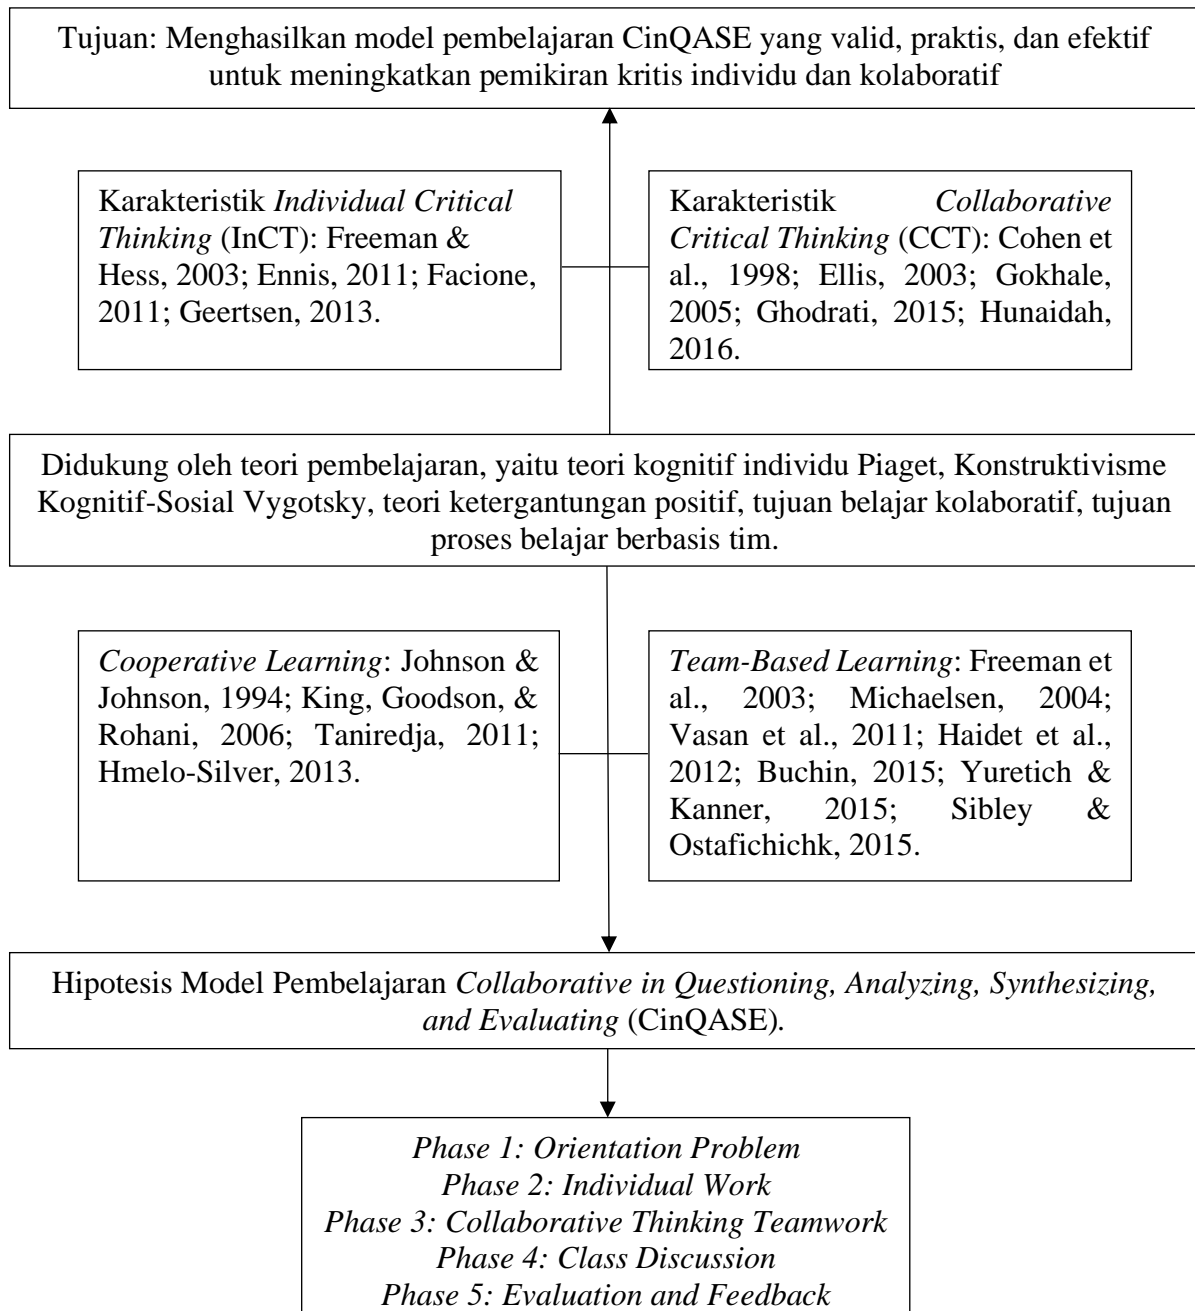 Tujuan: Menghasilkan model pembelajaran CinQASE yang valid, praktis, dan efektif
untuk meningkatkan pemikiran kritis individu dan kolaboratif
Karakteristik Individual Critical
Thinking (InCT): Freeman &
Hess, 2003; Ennis, 2011; Facione,
2011; Geertsen, 2013.
Karakteristik Collaborative
Critical Thinking (CCT): Cohen et
al., 1998; Ellis, 2003; Gokhale,
2005; Ghodrati, 2015; Hunaidah,
2016.
Didukung oleh teori pembelajaran, yaitu teori kognitif individu Piaget, Konstruktivisme
Kognitif-Sosial Vygotsky, teori ketergantungan positif, tujuan belajar kolaboratif, tujuan
proses belajar berbasis tim.
Cooperative Learning: Johnson &
Johnson, 1994; King, Goodson, &
Rohani, 2006; Taniredja, 2011;
Hmelo-Silver, 2013.
Team-Based Learning: Freeman et
al., 2003; Michaelsen, 2004;
Vasan et al., 2011; Haidet et al.,
2012; Buchin, 2015; Yuretich &
Kanner, 2015; Sibley &
Ostafichichk, 2015.
Hipotesis Model Pembelajaran Collaborative in Questioning, Analyzing, Synthesizing,
and Evaluating (CinQASE).
Phase 1: Orientation Problem
Phase 2: Individual Work
Phase 3: Collaborative Thinking Teamwork
Phase 4: Class Discussion
Phase 5: Evaluation and Feedback